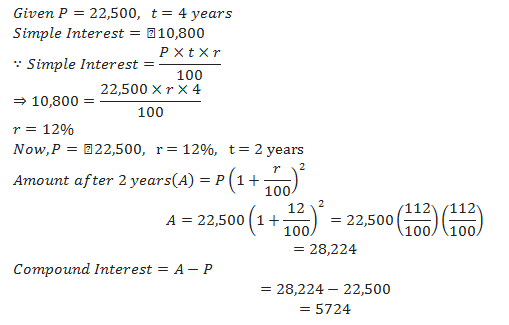 Given P = 22,500, t = 4 years
Simple Interest = 10,800
∵ Simple Interest = P × t × r / 100
⇒ 10,800 = 22,500 × r × 4 / 100
r = 12%
Now, P = 22,500, r = 12%, t = 2 years
Amount after 2 years(A) = P (1 + r/100)²
A = 22,500 (1 + 12/100)² = 22,500 (112/100) (112/100)
= 28,224
Compound Interest = A − P
= 28,224 − 22,500
= 5724